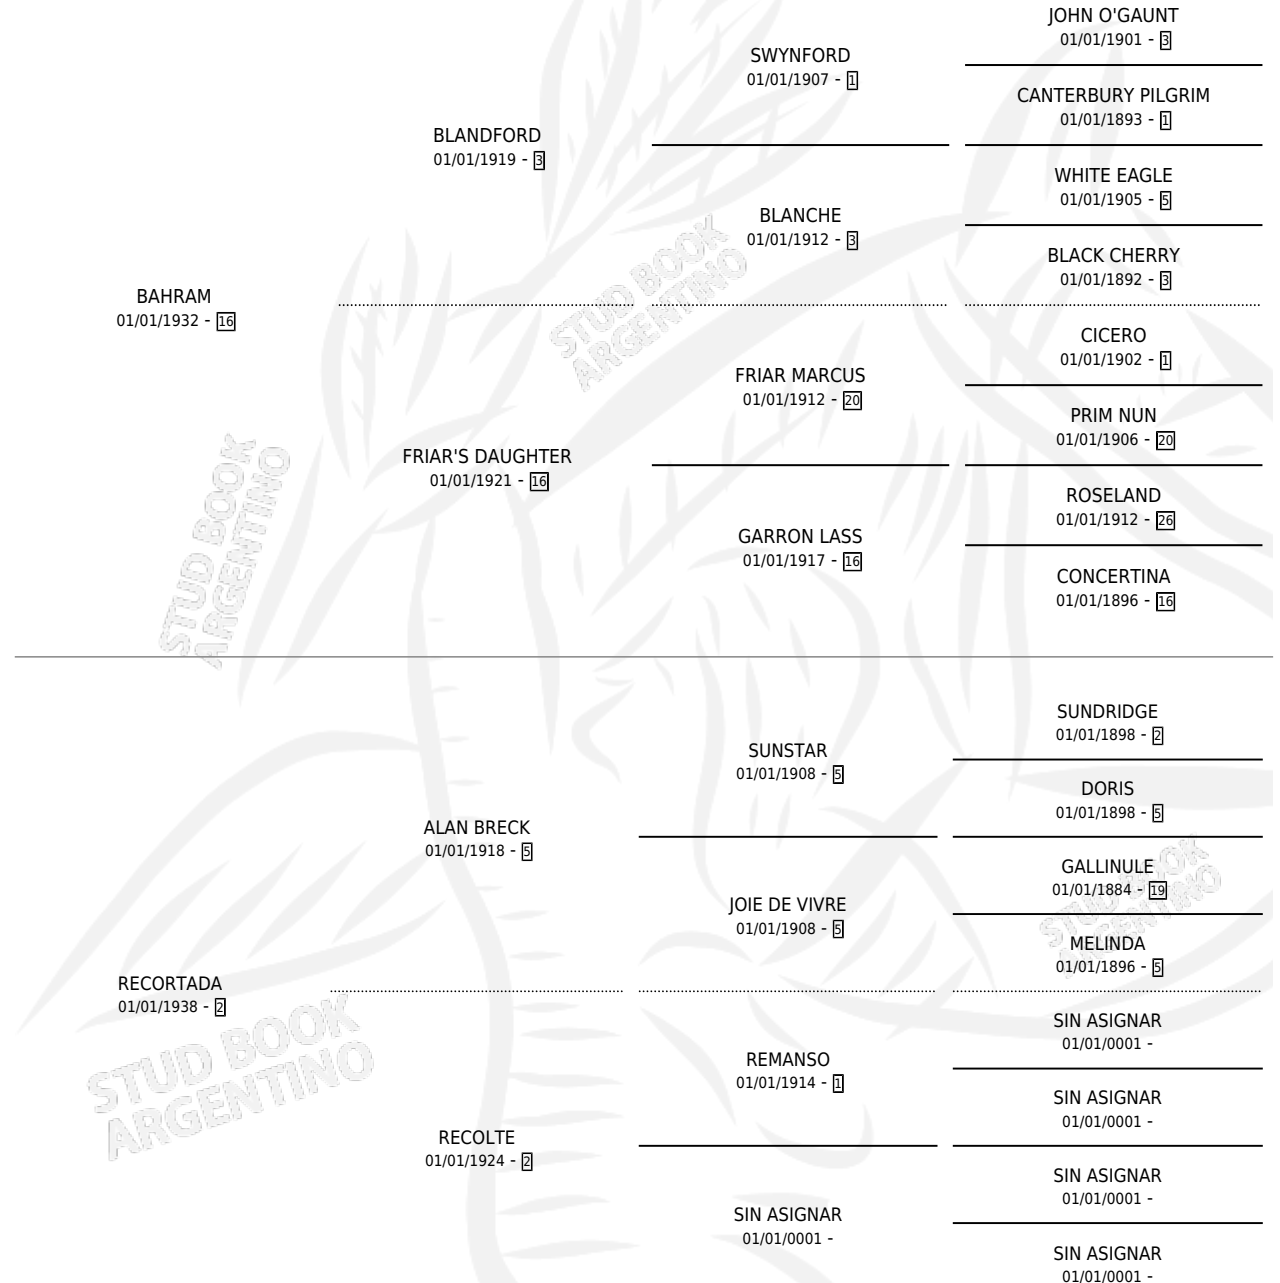 JOHN O'GAUNT
01/01/1901 - 3
SWYNFORD
01/01/1907 - 1
CANTERBURY PILGRIM
01/01/1893 - 1
BLANDFORD
01/01/1919 - 3
WHITE EAGLE
01/01/1905 - 5
BLANCHE
01/01/1912 - 3
BLACK CHERRY
01/01/1892 - 3
STUD BOOK
ARGENTINO
BAHRAM
01/01/1932 - 16
CICERO
01/01/1902 - 1
FRIAR MARCUS
01/01/1912 - 20
PRIM NUN
01/01/1906 - 20
FRIAR'S DAUGHTER
01/01/1921 - 16
ROSELAND
01/01/1912 - 26
GARRON LASS
01/01/1917 - 16
CONCERTINA
01/01/1896 - 16
STUD BOOK
ARGENTINO
SUNDRIDGE
01/01/1898 - 2
SUNSTAR
01/01/1908 - 5
DORIS
01/01/1898 - 5
ALAN BRECK
01/01/1918 - 5
GALLINULE
01/01/1884 - 19
JOIE DE VIVRE
01/01/1908 - 5
MELINDA
01/01/1896 - 5
STUD BOOK
ARGENTINO
RECORTADA
01/01/1938 - 2
SIN ASIGNAR
01/01/0001 -
REMANSO
01/01/1914 - 1
SIN ASIGNAR
01/01/0001 -
STUD BOOK
ARGENTINO
RECOLTE
01/01/1924 - 2
SIN ASIGNAR
01/01/0001 -
SIN ASIGNAR
01/01/0001 -
SIN ASIGNAR
01/01/0001 -